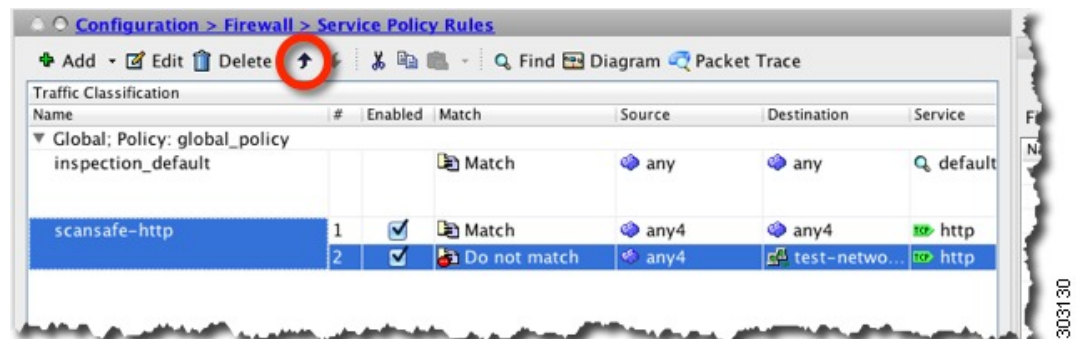 Configuration > Firewall > Service Policy Rules
Add Edit Delete Find Diagram Packet Trace
Traffic Classification
Name # Enabled Match Source Destination Service
Global; Policy: global_policy
inspection_default Match any any default
scansafe-http 1 Match any4 any4 TCP http
2 Do not match any4 test-netwo... TCP http
303130